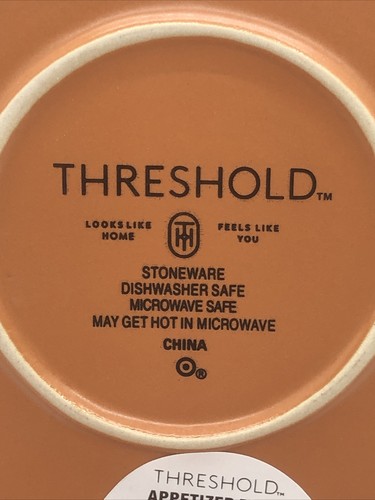 THRESHOLD™
LOOKS LIKE HOME
FEELS LIKE YOU
STONEWARE
DISHWASHER SAFE
MICROWAVE SAFE
MAY GET HOT IN MICROWAVE
CHINA
®
THRESHOLD™
APPETIZER